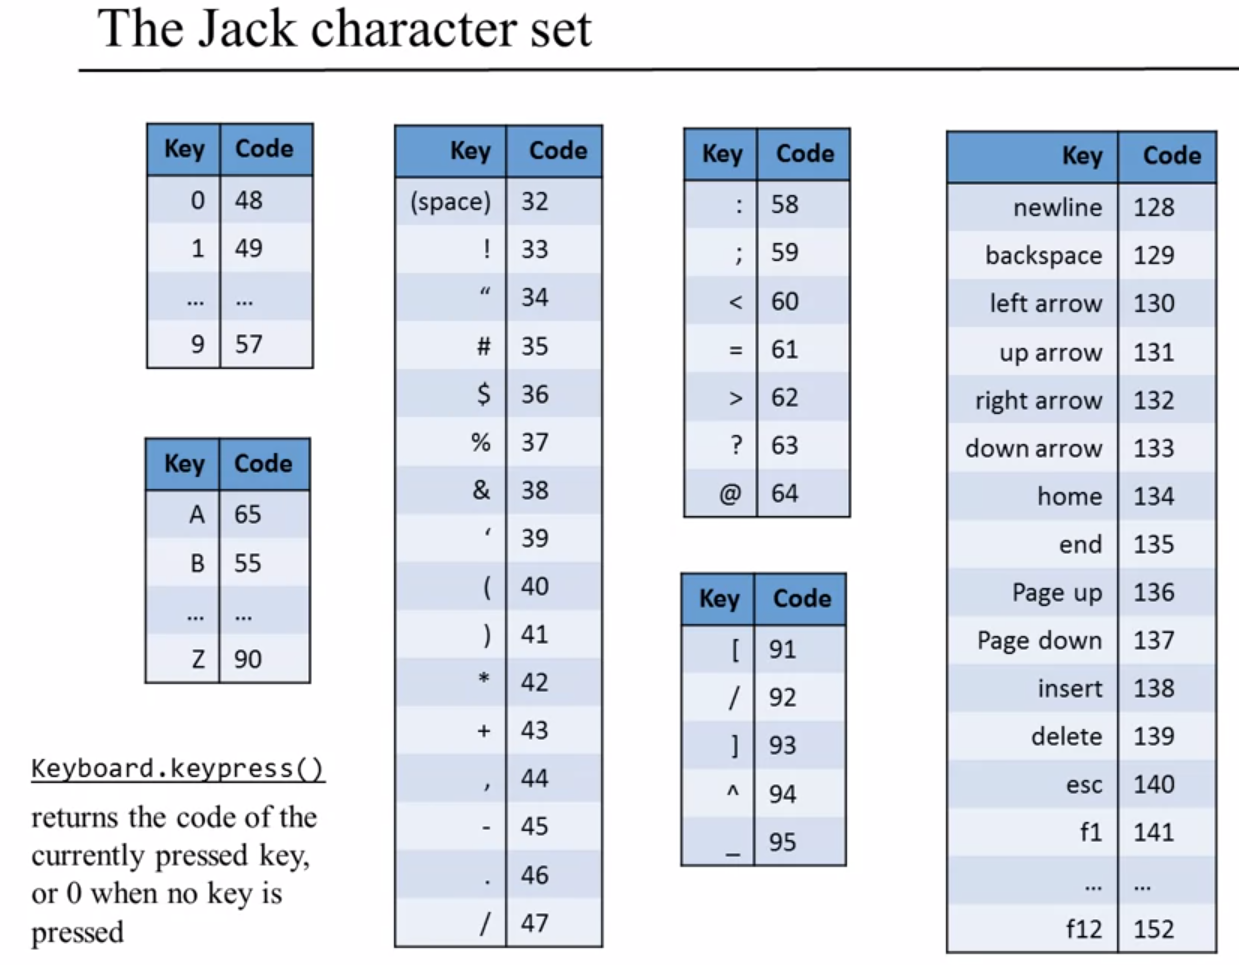 The Jack character set
Key Code
0 48
1 49
... ...
9 57
Key Code
A 65
B 55
... ...
Z 90
Keyboard.keypress()
returns the code of the
currently pressed key,
or 0 when no key is
pressed
Key Code
(space) 32
! 33
“ 34
# 35
$ 36
% 37
& 38
‘ 39
( 40
) 41
* 42
+ 43
, 44
- 45
. 46
/ 47
Key Code
: 58
; 59
< 60
= 61
> 62
? 63
@ 64
Key Code
[ 91
/ 92
] 93
^ 94
_ 95
Key Code
newline 128
backspace 129
left arrow 130
up arrow 131
right arrow 132
down arrow 133
home 134
end 135
Page up 136
Page down 137
insert 138
delete 139
esc 140
f1 141
... ...
f12 152